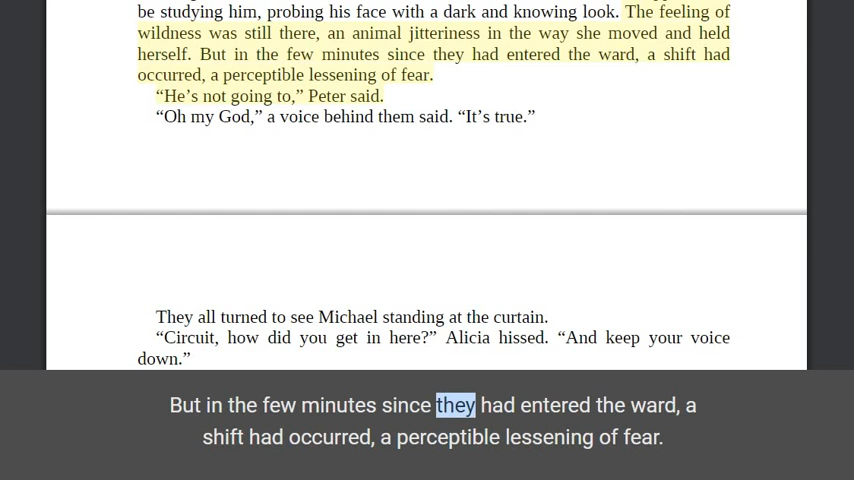 be studying him, probing his face with a dark and knowing look. The feeling of
wildness was still there, an animal jitteriness in the way she moved and held
herself. But in the few minutes since they had entered the ward, a shift had
occurred, a perceptible lessening of fear.
“He’s not going to,” Peter said.
“Oh my God,” a voice behind them said. “It’s true.”
They all turned to see Michael standing at the curtain.
“Circuit, how did you get in here?” Alicia hissed. “And keep your voice
down.”
But in the few minutes since they had entered the ward, a
shift had occurred, a perceptible lessening of fear.